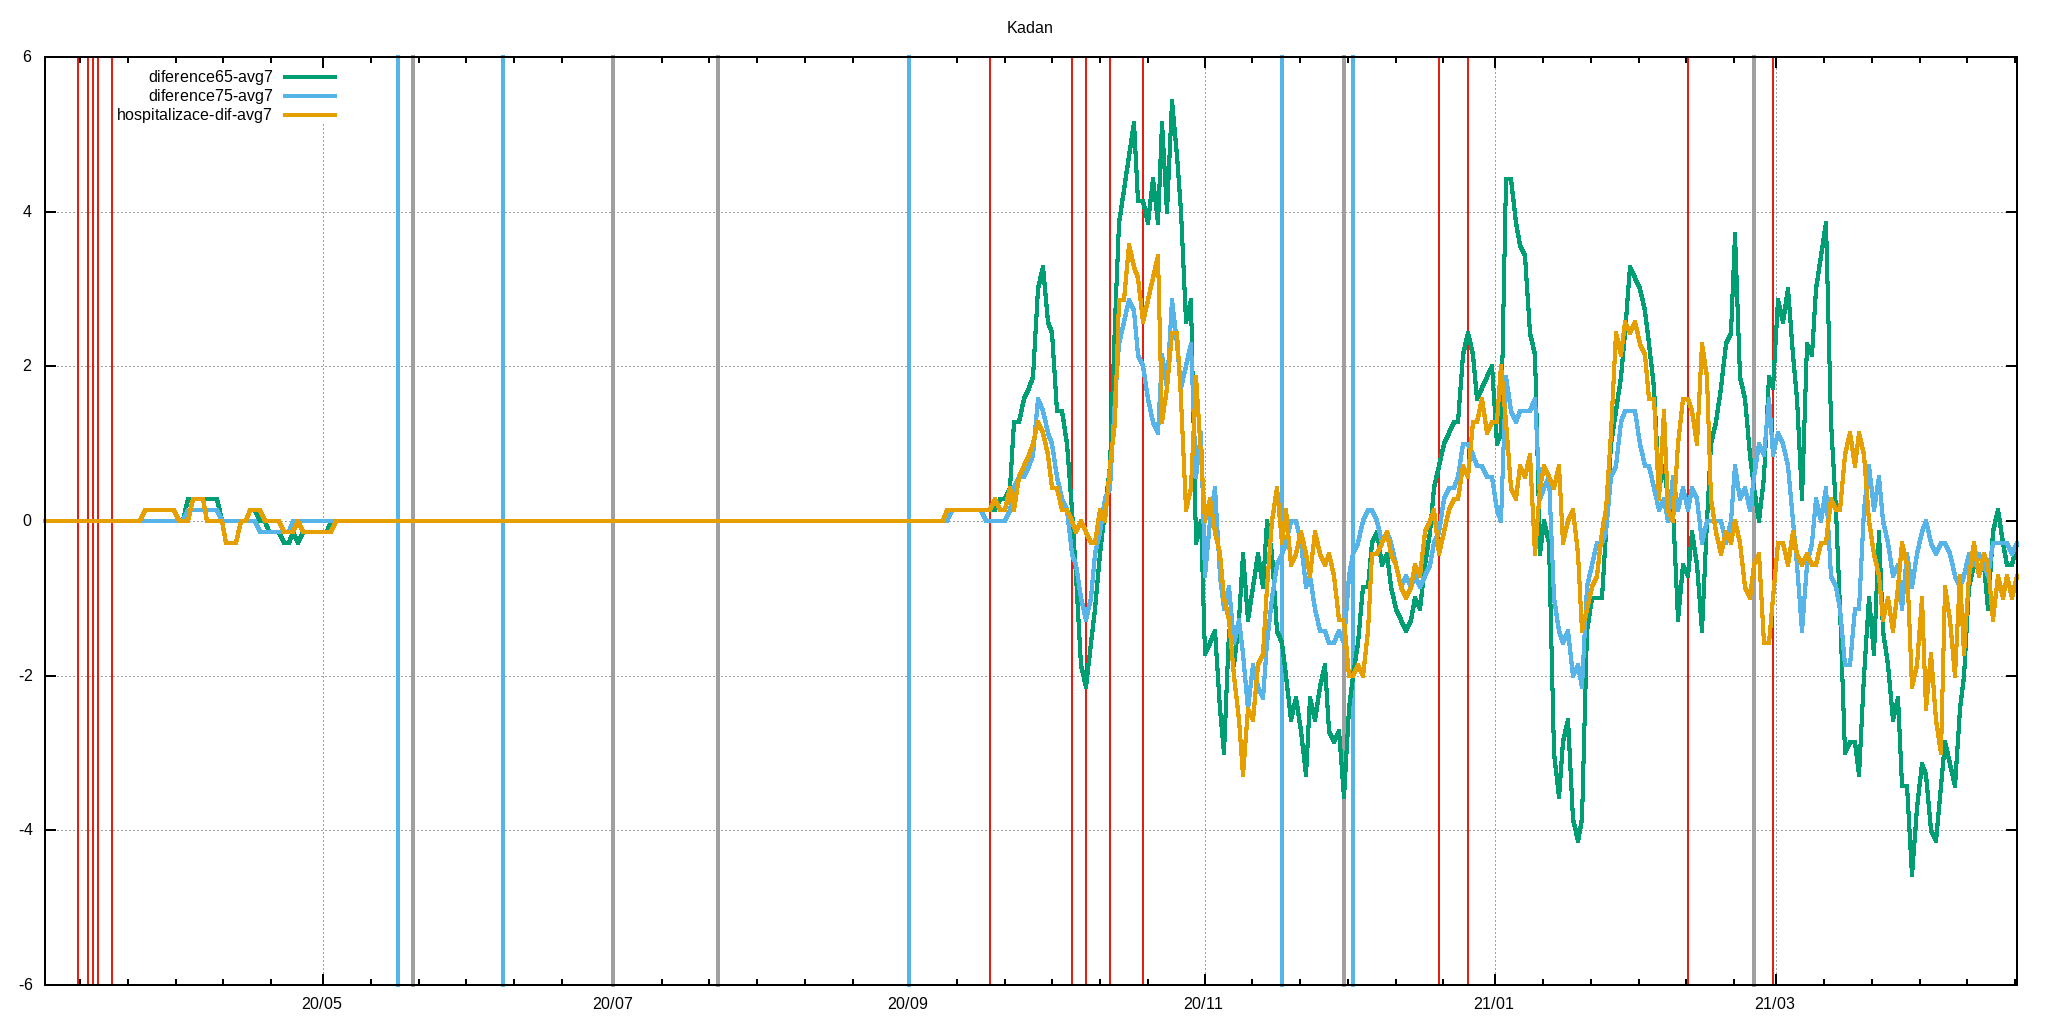 Kadan
6
diference65-avg7
diference75-avg7
hospitalizace-dif-avg7
4
2
0
-2
-4
-6
20/05 20/07 20/09 20/11 21/01 21/03